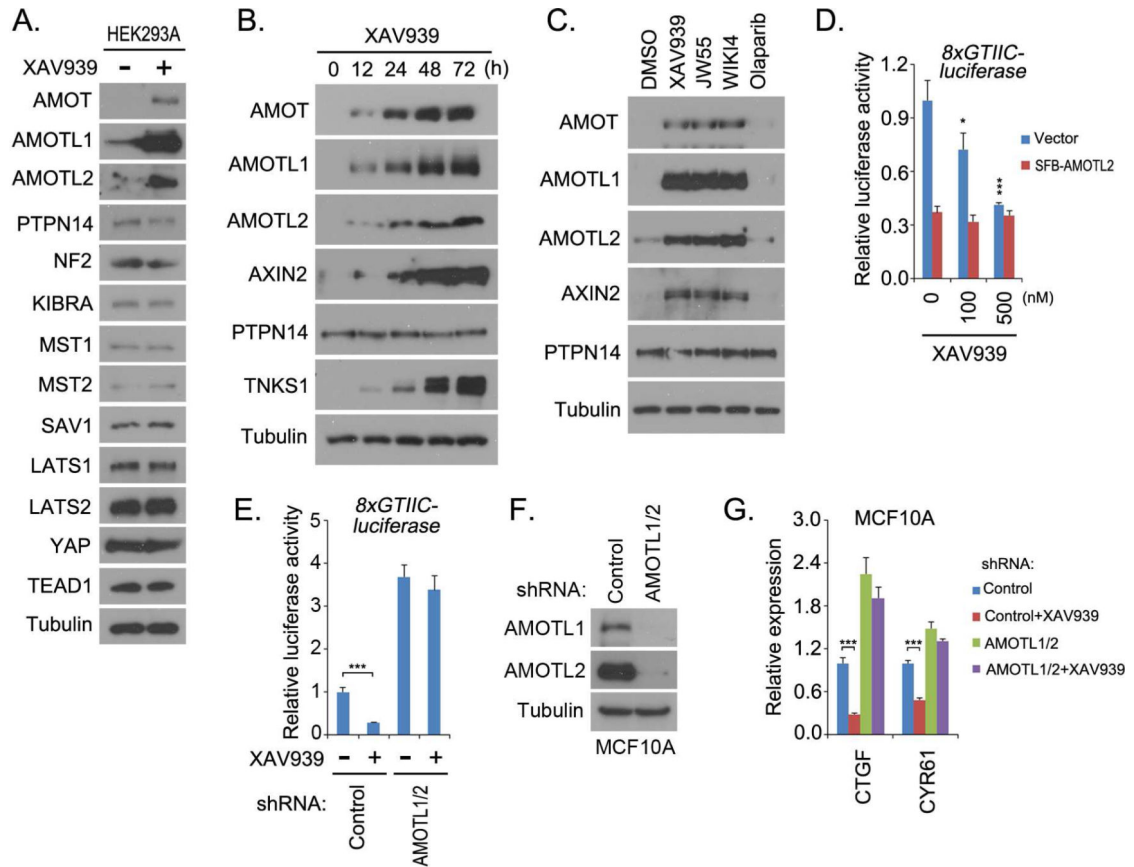 A.
HEK293A
XAV939 − +
AMOT
AMOTL1
AMOTL2
PTPN14
NF2
KIBRA
MST1
MST2
SAV1
LATS1
LATS2
YAP
TEAD1
Tubulin
B.
XAV939
0 12 24 48 72 (h)
AMOT
AMOTL1
AMOTL2
AXIN2
PTPN14
TNKS1
Tubulin
C.
DMSO
XAV939
JW55
WIKI4
Olaparib
AMOT
AMOTL1
AMOTL2
AXIN2
PTPN14
Tubulin
D.
8xGTIIC-
luciferase
Relative luciferase activity
1.2
0.9
0.6
0.3
0.0
*
***
Vector
SFB-AMOTL2
0 100 500 (nM)
XAV939
E.
8xGTIIC-
luciferase
Relative luciferase activity
5
4
3
2
1
0
***
XAV939 − + − +
shRNA:
Control
AMOTL1/2
F.
shRNA:
Control
AMOTL1/2
AMOTL1
AMOTL2
Tubulin
MCF10A
G.
MCF10A
Relative expression
3.0
2.4
1.8
1.2
0.6
0.0
*** ***
CTGF
CYR61
shRNA:
Control
Control+XAV939
AMOTL1/2
AMOTL1/2+XAV939